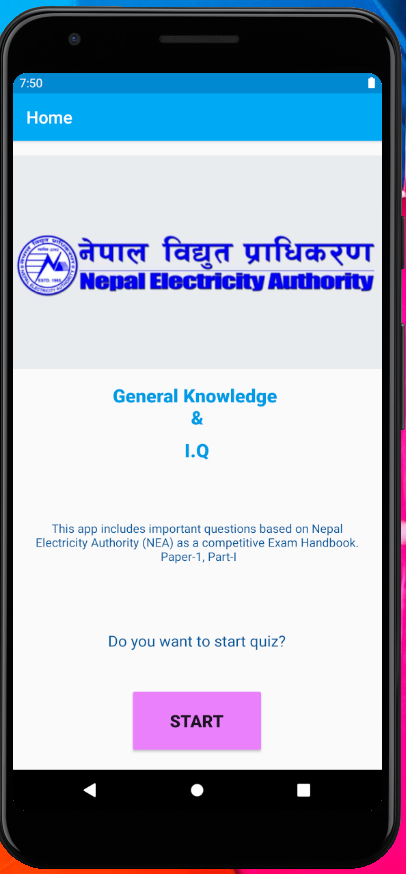 7:50
Home
नेपाल विद्युत प्राधिकरण
Nepal Electricity Authority
General Knowledge
&
I.Q
This app includes important questions based on Nepal
Electricity Authority (NEA) as a competitive Exam Handbook.
Paper-1, Part-I
Do you want to start quiz?
START